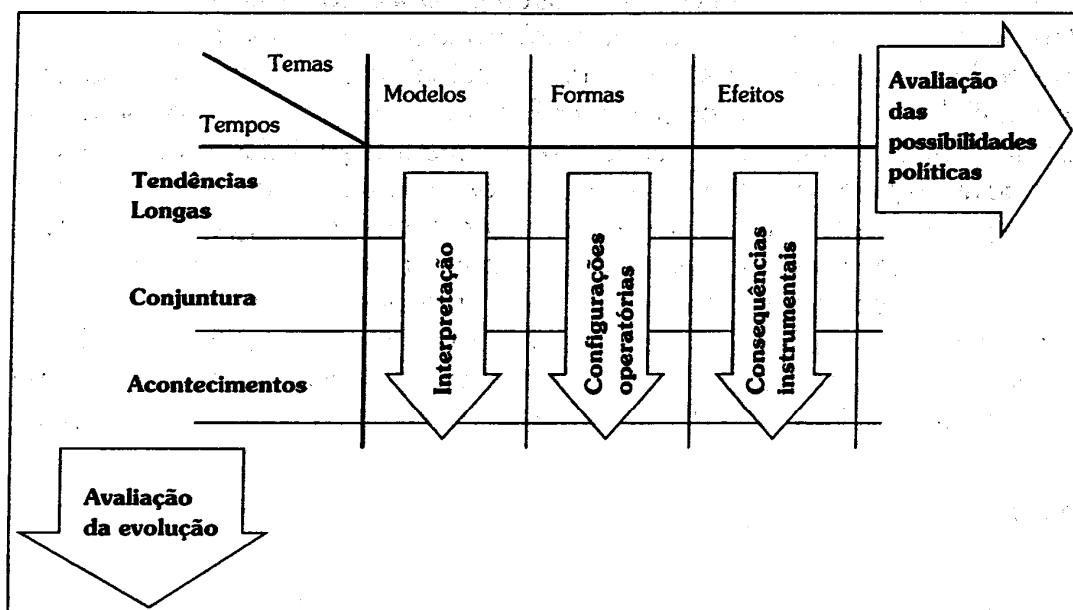 Temas
Tempos
Modelos
Formas
Efeitos
Avaliação
das
possibilidades
políticas
Tendências
Longas
Conjuntura
Acontecimentos
Interpretação
Configurações
operatórias
Consequências
instrumentais
Avaliação
da evolução